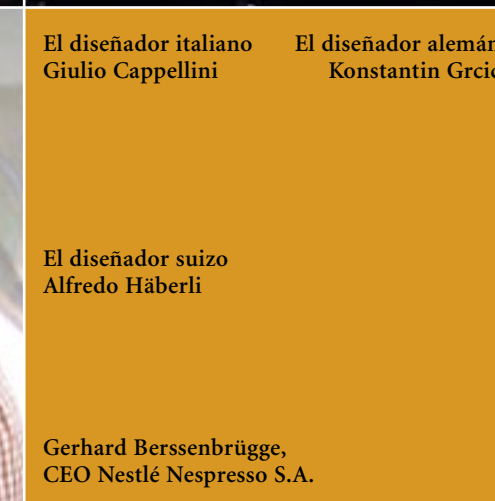 El diseñador italiano
Giulio Cappellini
El diseñador alemán
Konstantin
El diseñador suizo
Alfredo Häberli
Gerhard Berssenbrügge,
CEO Nestlé Nespresso S.A.